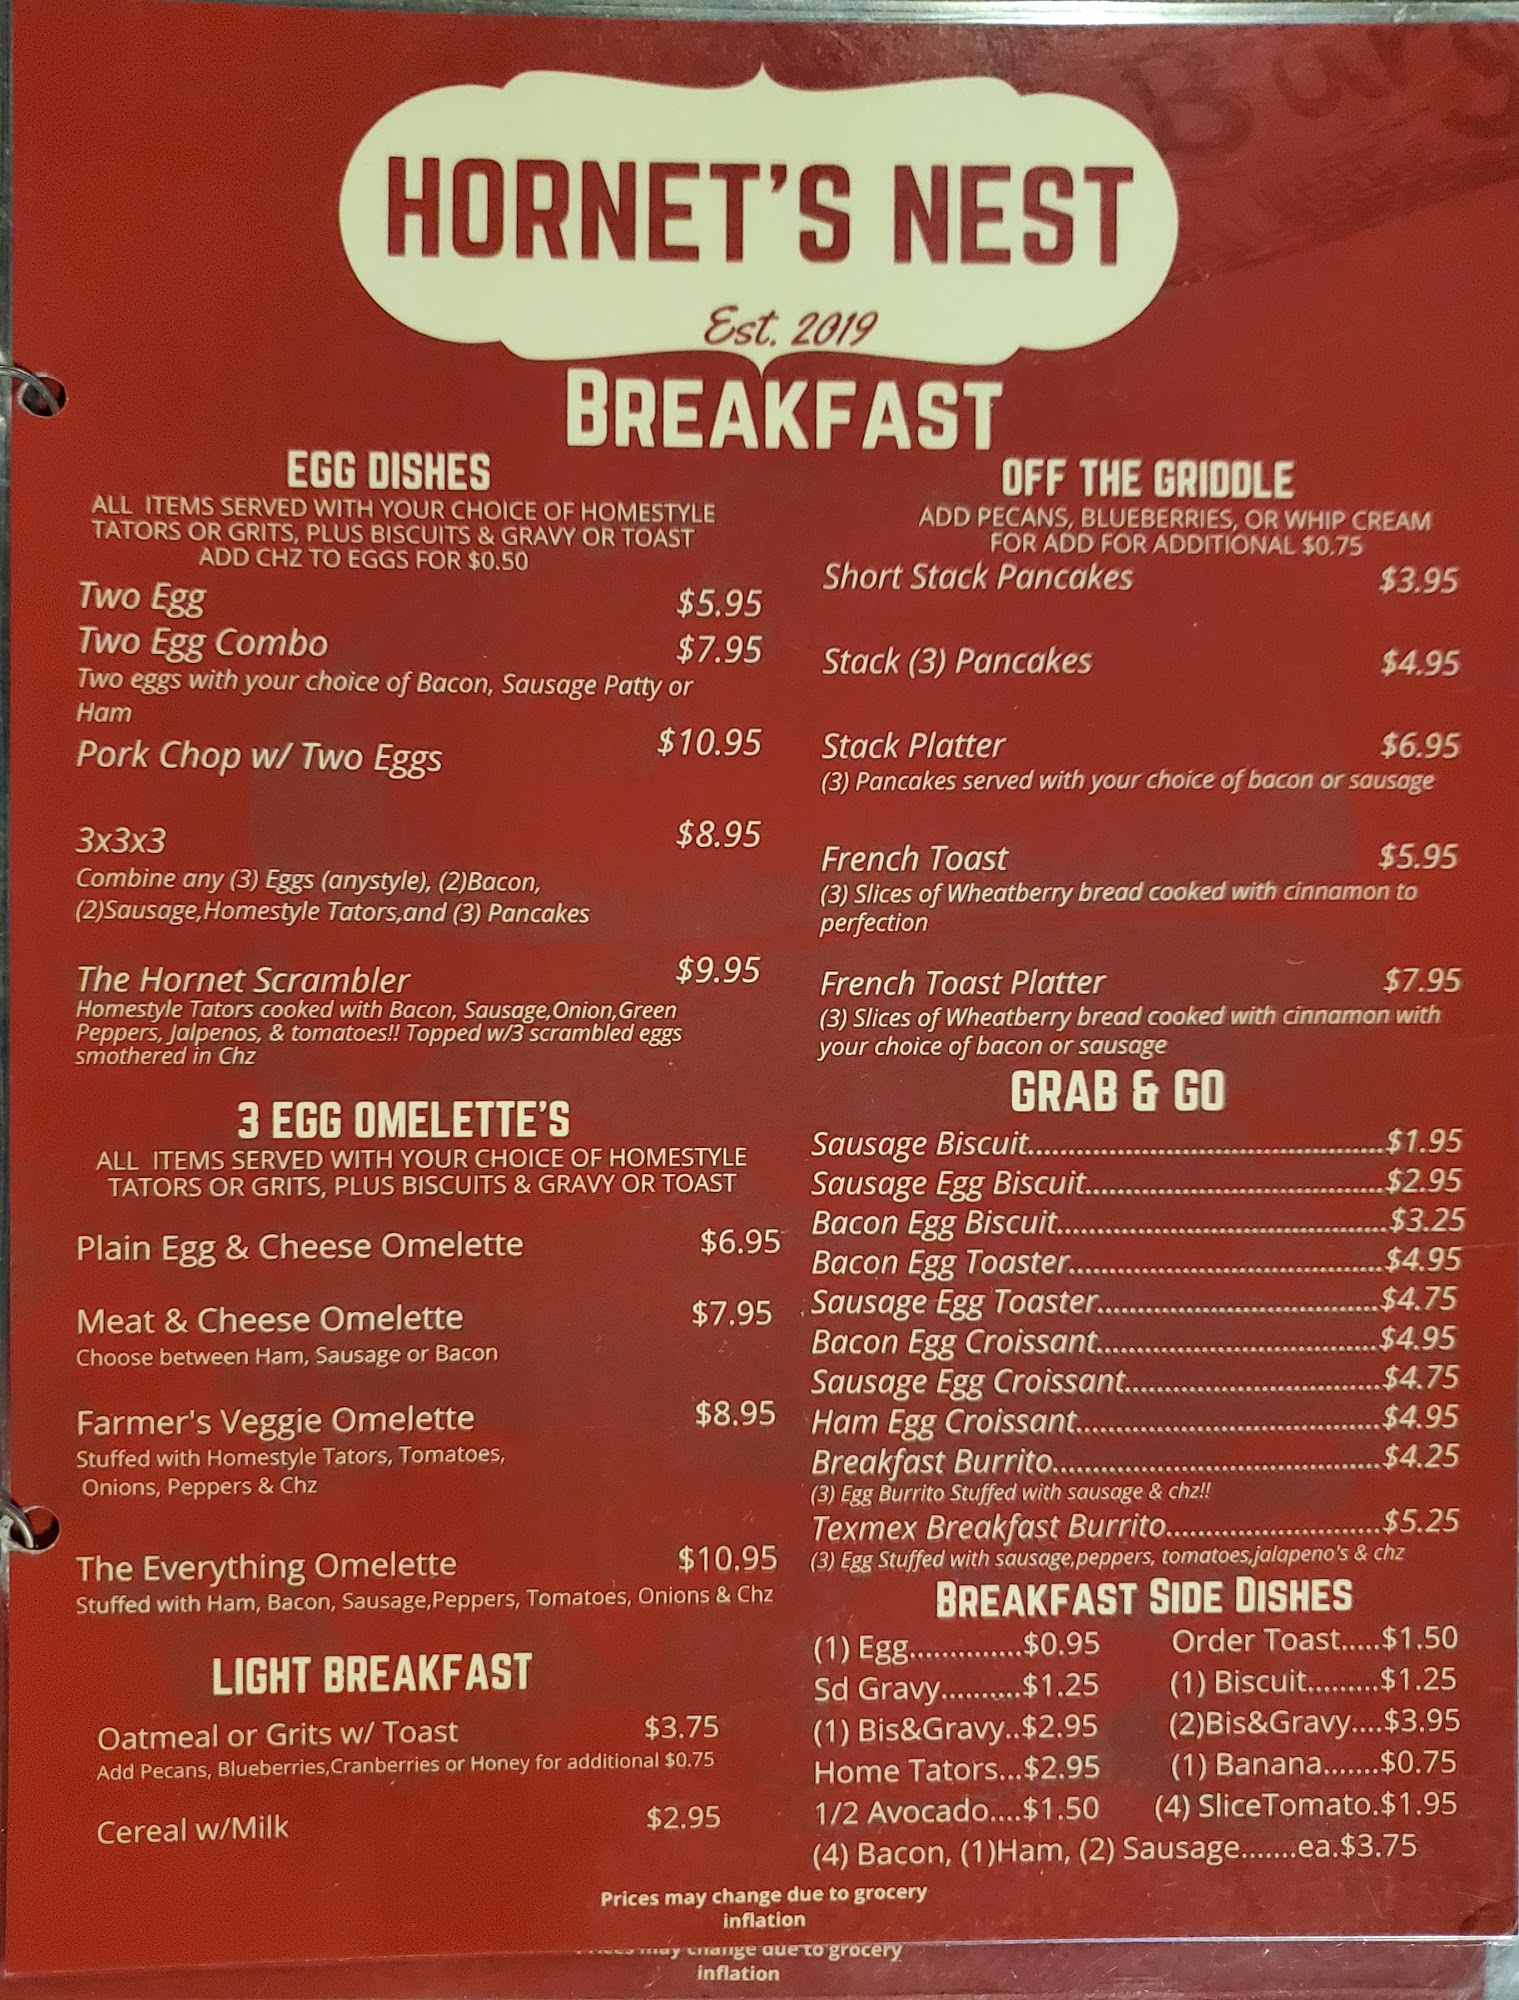 Burg
HORNET'S NEST
Est. 2019
BREAKFAST
EGG DISHES
ALL ITEMS SERVED WITH YOUR CHOICE OF HOMESTYLE
TATORS OR GRITS, PLUS BISCUITS & GRAVY OR TOAST
ADD CHZ TO EGGS FOR $0.50
Two Egg $5.95
Two Egg Combo $7.95
Two eggs with your choice of Bacon, Sausage Patty or
Ham
Pork Chop w/ Two Eggs $10.95
3x3x3 $8.95
Combine any (3) Eggs (anystyle), (2)Bacon,
(2)Sausage,Homestyle Tators,and (3) Pancakes
The Hornet Scrambler $9.95
Homestyle Tators cooked with Bacon, Sausage,Onion,Green
Peppers, Jalpenos, & tomatoes!! Topped w/3 scrambled eggs
smothered in Chz
3 EGG OMELETTE'S
ALL ITEMS SERVED WITH YOUR CHOICE OF HOMESTYLE
TATORS OR GRITS, PLUS BISCUITS & GRAVY OR TOAST
Plain Egg & Cheese Omelette $6.95
Meat & Cheese Omelette $7.95
Choose between Ham, Sausage or Bacon
Farmer's Veggie Omelette $8.95
Stuffed with Homestyle Tators, Tomatoes,
Onions, Peppers & Chz
The Everything Omelette $10.95
Stuffed with Ham, Bacon, Sausage,Peppers, Tomatoes, Onions & Chz
LIGHT BREAKFAST
Oatmeal or Grits w/ Toast $3.75
Add Pecans, Blueberries,Cranberries or Honey for additional $0.75
Cereal w/Milk $2.95
OFF THE GRIDDLE
ADD PECANS, BLUEBERRIES, OR WHIP CREAM
FOR ADD FOR ADDITIONAL $0.75
Short Stack Pancakes $3.95
Stack (3) Pancakes $4.95
Stack Platter $6.95
(3) Pancakes served with your choice of bacon or sausage
French Toast $5.95
(3) Slices of Wheatberry bread cooked with cinnamon to
perfection
French Toast Platter $7.95
(3) Slices of Wheatberry bread cooked with cinnamon with
your choice of bacon or sausage
GRAB & GO
Sausage Biscuit............................................$1.95
Sausage Egg Biscuit.....................................$2.95
Bacon Egg Biscuit.........................................$3.25
Bacon Egg Toaster.......................................$4.95
Sausage Egg Toaster...................................$4.75
Bacon Egg Croissant...................................$4.95
Sausage Egg Croissant................................$4.75
Ham Egg Croissant......................................$4.95
Breakfast Burrito.........................................$4.25
(3) Egg Burrito Stuffed with sausage & chz!!
Texmex Breakfast Burrito...........................$5.25
(3) Egg Stuffed with sausage,peppers, tomatoes,jalapeno's & chz
BREAKFAST SIDE DISHES
(1) Egg..............$0.95 Order Toast.....$1.50
Sd Gravy..........$1.25 (1) Biscuit.........$1.25
(1) Bis&Gravy..$2.95 (2)Bis&Gravy....$3.95
Home Tators...$2.95 (1) Banana.......$0.75
1/2 Avocado....$1.50 (4) SliceTomato.$1.95
(4) Bacon, (1)Ham, (2) Sausage.......ea.$3.75
Prices may change due to grocery
inflation
may change due to grocery
inflation